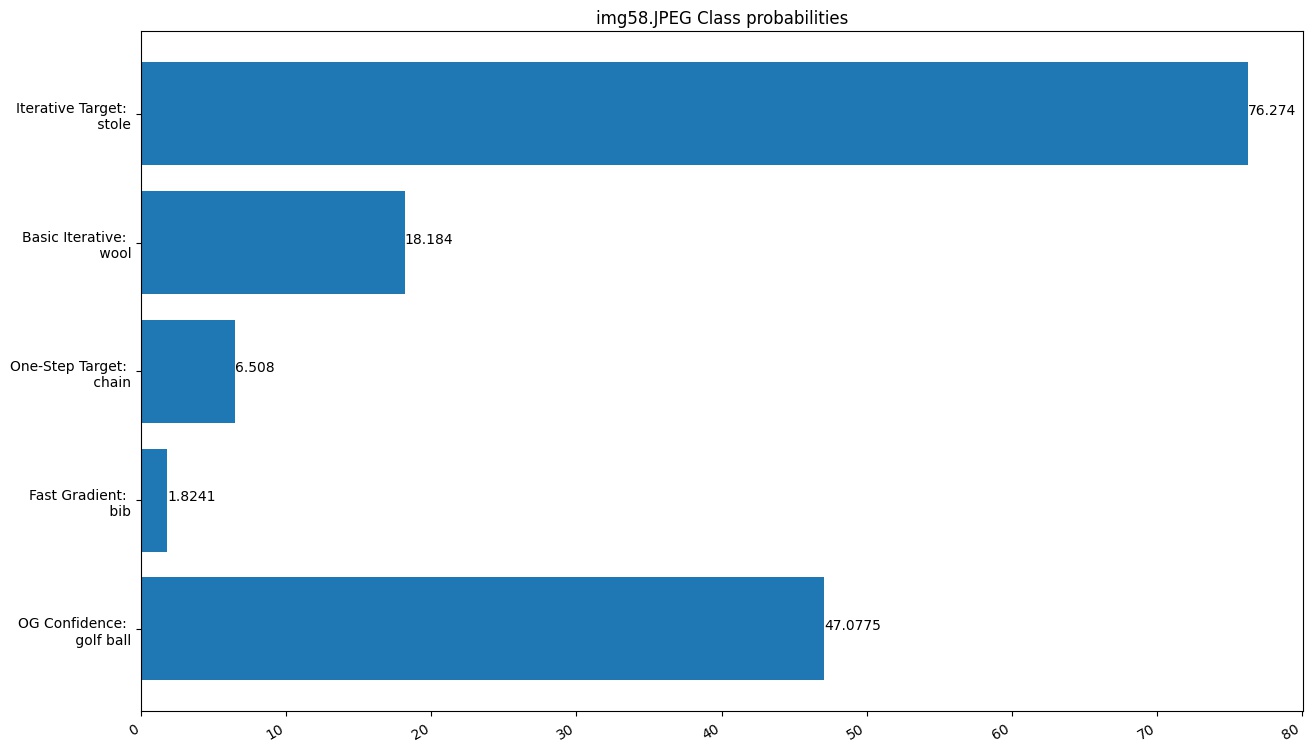 img58.JPEG Class probabilities
Iterative Target:
stole
76.274
Basic Iterative:
wool
18.184
One-Step Target:
chain
6.508
Fast Gradient:
bib
1.8241
OG Confidence:
golf ball
47.0775
0 10 20 30 40 50 60 70 80